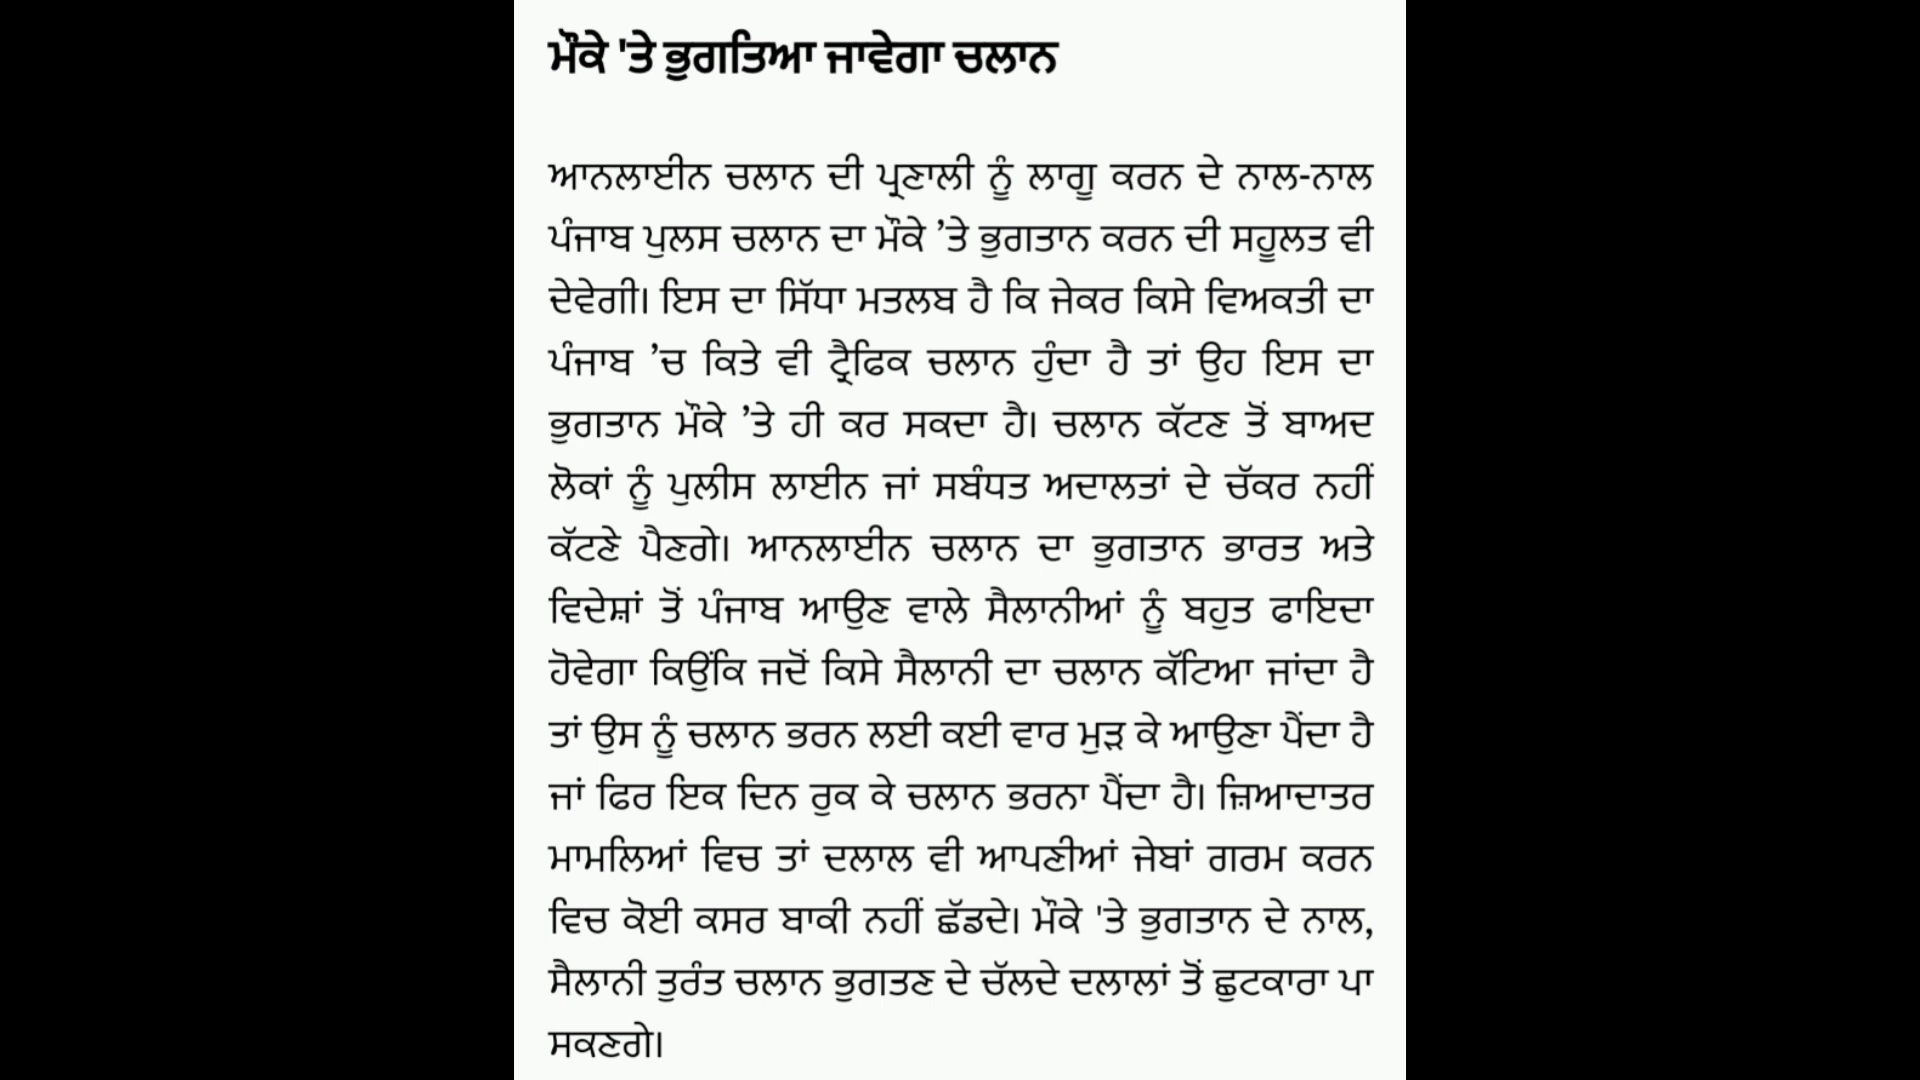 ਮੌਕੇ 'ਤੇ ਭੁਗਤਿਆ ਜਾਵੇਗਾ ਚਲਾਨ
ਆਨਲਾਈਨ ਚਲਾਨ ਦੀ ਪ੍ਰਣਾਲੀ ਨੂੰ ਲਾਗੂ ਕਰਨ ਦੇ ਨਾਲ-ਨਾਲ
ਪੰਜਾਬ ਪੁਲਸ ਚਲਾਨ ਦਾ ਮੌਕੇ ’ਤੇ ਭੁਗਤਾਨ ਕਰਨ ਦੀ ਸਹੂਲਤ ਵੀ
ਦੇਵੇਗੀ। ਇਸ ਦਾ ਸਿੱਧਾ ਮਤਲਬ ਹੈ ਕਿ ਜੇਕਰ ਕਿਸੇ ਵਿਅਕਤੀ ਦਾ
ਪੰਜਾਬ ’ਚ ਕਿਤੇ ਵੀ ਟ੍ਰੈਫਿਕ ਚਲਾਨ ਹੁੰਦਾ ਹੈ ਤਾਂ ਉਹ ਇਸ ਦਾ
ਭੁਗਤਾਨ ਮੌਕੇ ’ਤੇ ਹੀ ਕਰ ਸਕਦਾ ਹੈ। ਚਲਾਨ ਕੱਟਣ ਤੋਂ ਬਾਅਦ
ਲੋਕਾਂ ਨੂੰ ਪੁਲੀਸ ਲਾਈਨ ਜਾਂ ਸਬੰਧਤ ਅਦਾਲਤਾਂ ਦੇ ਚੱਕਰ ਨਹੀਂ
ਕੱਟਣੇ ਪੈਣਗੇ। ਆਨਲਾਈਨ ਚਲਾਨ ਦਾ ਭੁਗਤਾਨ ਭਾਰਤ ਅਤੇ
ਵਿਦੇਸ਼ਾਂ ਤੋਂ ਪੰਜਾਬ ਆਉਣ ਵਾਲੇ ਸੈਲਾਨੀਆਂ ਨੂੰ ਬਹੁਤ ਫਾਇਦਾ
ਹੋਵੇਗਾ ਕਿਉਂਕਿ ਜਦੋਂ ਕਿਸੇ ਸੈਲਾਨੀ ਦਾ ਚਲਾਨ ਕੱਟਿਆ ਜਾਂਦਾ ਹੈ
ਤਾਂ ਉਸ ਨੂੰ ਚਲਾਨ ਭਰਨ ਲਈ ਕਈ ਵਾਰ ਮੁੜ ਕੇ ਆਉਣਾ ਪੈਂਦਾ ਹੈ
ਜਾਂ ਫਿਰ ਇਕ ਦਿਨ ਰੁਕ ਕੇ ਚਲਾਨ ਭਰਨਾ ਪੈਂਦਾ ਹੈ। ਜ਼ਿਆਦਾਤਰ
ਮਾਮਲਿਆਂ ਵਿਚ ਤਾਂ ਦਲਾਲ ਵੀ ਆਪਣੀਆਂ ਜੇਬਾਂ ਗਰਮ ਕਰਨ
ਵਿਚ ਕੋਈ ਕਸਰ ਬਾਕੀ ਨਹੀਂ ਛੱਡਦੇ। ਮੌਕੇ 'ਤੇ ਭੁਗਤਾਨ ਦੇ ਨਾਲ,
ਸੈਲਾਨੀ ਤੁਰੰਤ ਚਲਾਨ ਭੁਗਤਣ ਦੇ ਚੱਲਦੇ ਦਲਾਲਾਂ ਤੋਂ ਛੁਟਕਾਰਾ ਪਾ
ਸਕਣਗੇ।